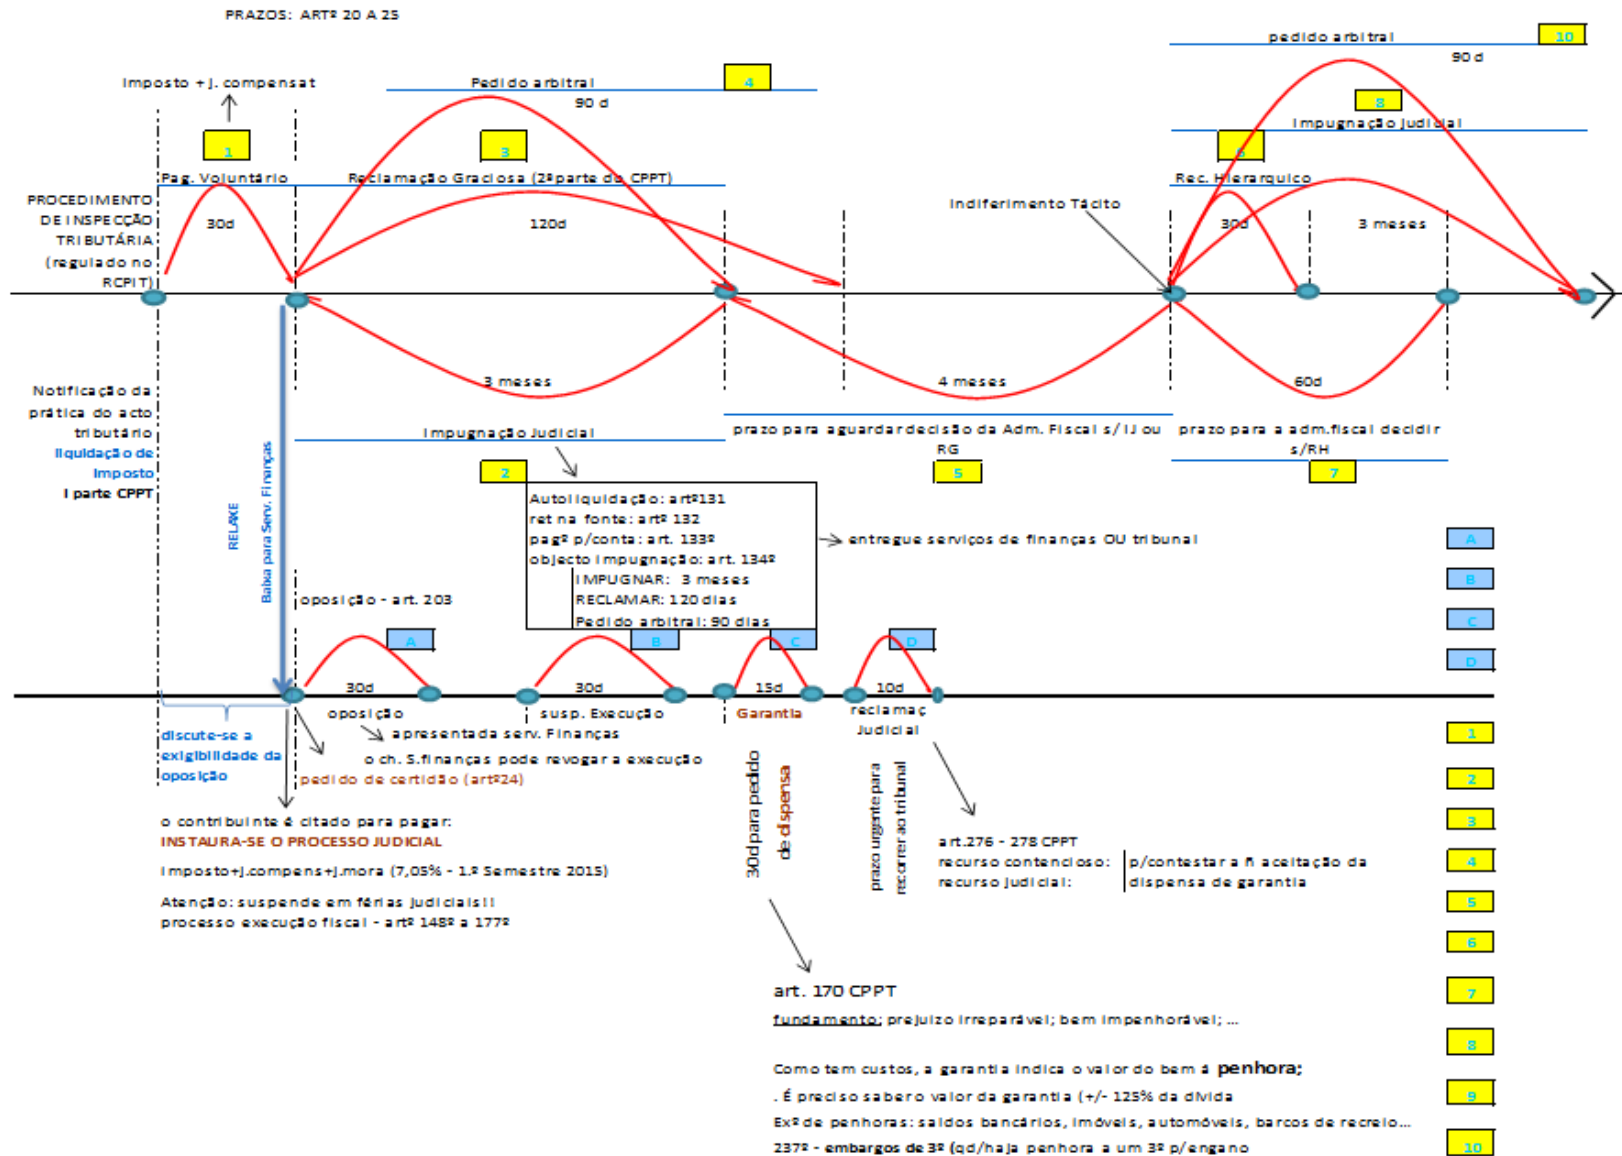 PRAZOS: ARTº 20 A 25
pedido arbitral
10
90 d
Imposto + J. compensat
Pedido arbitral
4
90 d
8
Impugnação Judicial
1
3
6
Pag. Voluntário
Reclamação Graciosa (2ªparte do CPPT)
Rec. Hierarquico
PROCEDIMENTO
DE INSPECÇÃO
TRIBUTÁRIA
(regulado no
RCPIT)
30d
120d
Indiferimento Tácito
30d
3 meses
3 meses
4 meses
60d
Notificação da
prática do acto
tributário
liquidação de
Imposto
I parte CPPT
RELAXE
Baixa para Serv. Finanças
Impugnação Judicial
2
prazo para aguardar decisão da Adm. Fiscal s/ IJ ou
RG
5
prazo para a adm.fiscal decidir
s/RH
7
Autoliquidação: artº131
ret na fonte: artº 132
pagº p/conta: art. 133º
objecto impugnação: art. 134º
IMPUGNAR: 3 meses
RECLAMAR: 120 dias
Pedido arbitral: 90 dias
entregue serviços de finanças OU tribunal
A
B
C
D
oposição - art. 203
A
B
C
D
30d
30d
15d
10d
oposição
susp. Execução
Garantia
reclamaç
Judicial
apresentada serv. Finanças
o ch. S.finanças pode revogar a execução
pedido de certidão (artº24)
discute-se a
exigibilidade da
oposição
30d para pedido
de dispensa
prazo urgente para
recorrer ao tribunal
o contribuinte é citado para pagar:
INSTAURA-SE O PROCESSO JUDICIAL
Imposto+J.compens+J.mora (7,05% - 1.º Semestre 2015)
Atenção: suspende em férias Judiciais!!
processo execução fiscal - artº 148º a 177º
art.276 - 278 CPPT
recurso contencioso:
recurso judicial:
p/contestar a ñ aceitação da
dispensa de garantia
art. 170 CPPT
fundamento: prejuizo irreparável; bem impenhorável; ...
Como tem custos, a garantia indica o valor do bem á penhora;
. É preciso saber o valor da garantia (+/- 125% da dívida
Exº de penhoras: saldos bancários, imóveis, automóveis, barcos de recreio...
237º - embargos de 3º (qd/haja penhora a um 3º p/engano
1
2
3
4
5
6
7
8
9
10